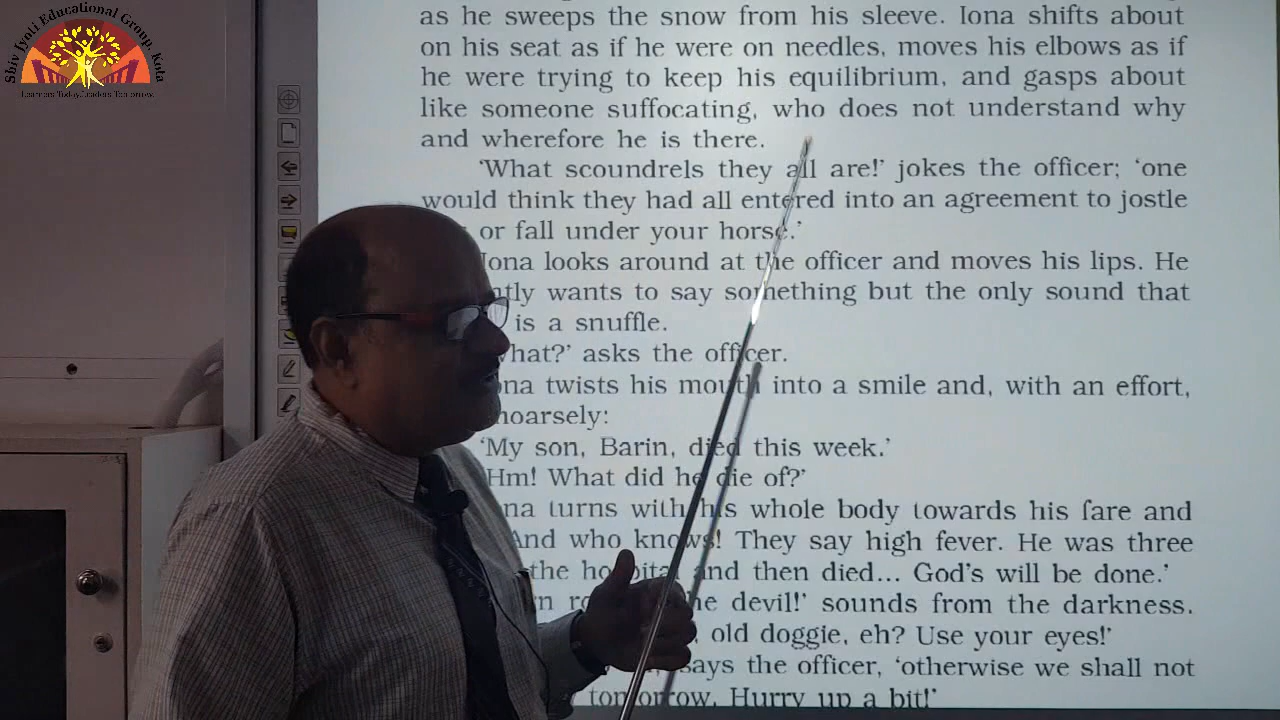 Shiv Jyoti Educational Group, Kota
Learners Today.Leaders Tomorrow.
as he sweeps the snow from his sleeve. Iona shifts about
on his seat as if he were on needles, moves his elbows as if
he were trying to keep his equilibrium, and gasps about
like someone suffocating, who does not understand why
and wherefore he is there.
‘What scoundrels they all are!’ jokes the officer; ‘one
would think they had all entered into an agreement to jostle
or fall under your horse.’
Iona looks around at the officer and moves his lips. He
wants to say something but the only sound that
is a snuffle.
asks the officer.
twists his mouth into a smile and, with an effort,
hoarsely:
‘My son, Barin, died this week.’
‘Hm! What did he die of?’
turns with his whole body towards his fare and
And who knows! They say high fever. He was three
the hospital and then died... God's will be done.’
the devil!’ sounds from the darkness.
old doggie, eh? Use your eyes!’
says the officer, ‘otherwise we shall not
tomorrow. Hurry up a bit!’